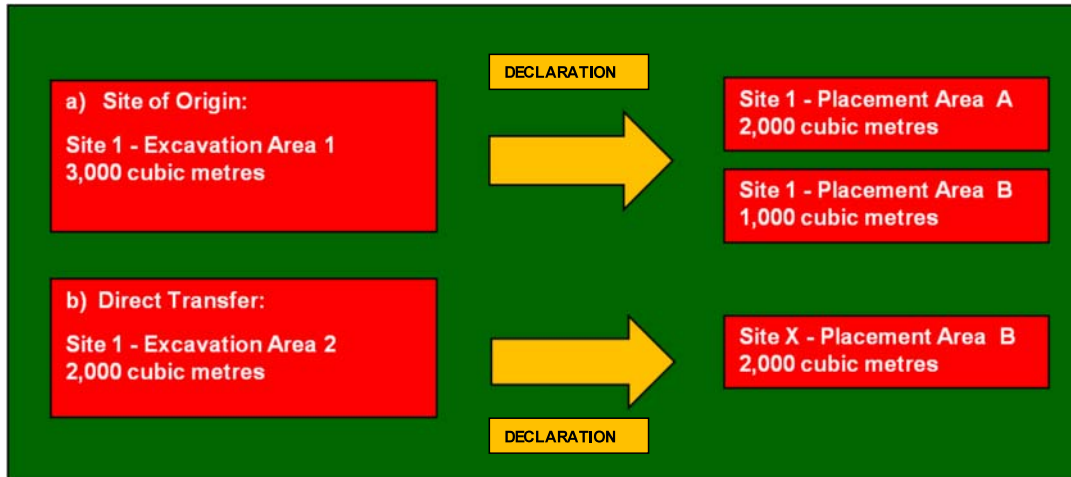 DECLARATION
a) Site of Origin:
Site 1 - Excavation Area 1
3,000 cubic metres
Site 1 - Placement Area A
2,000 cubic metres
Site 1 - Placement Area B
1,000 cubic metres
b) Direct Transfer:
Site 1 - Excavation Area 2
2,000 cubic metres
Site X - Placement Area B
2,000 cubic metres
DECLARATION